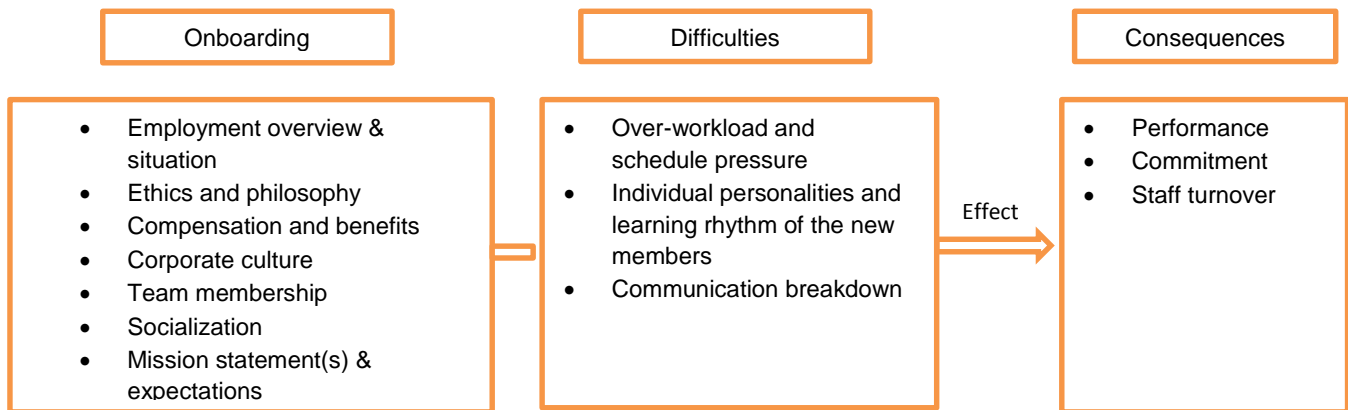 Onboarding
Difficulties
Consequences
• Employment overview &
situation
• Ethics and philosophy
• Compensation and benefits
• Corporate culture
• Team membership
• Socialization
• Mission statement(s) &
expectations
• Over-workload and
schedule pressure
• Individual personalities and
learning rhythm of the new
members
• Communication breakdown
Effect
• Performance
• Commitment
• Staff turnover